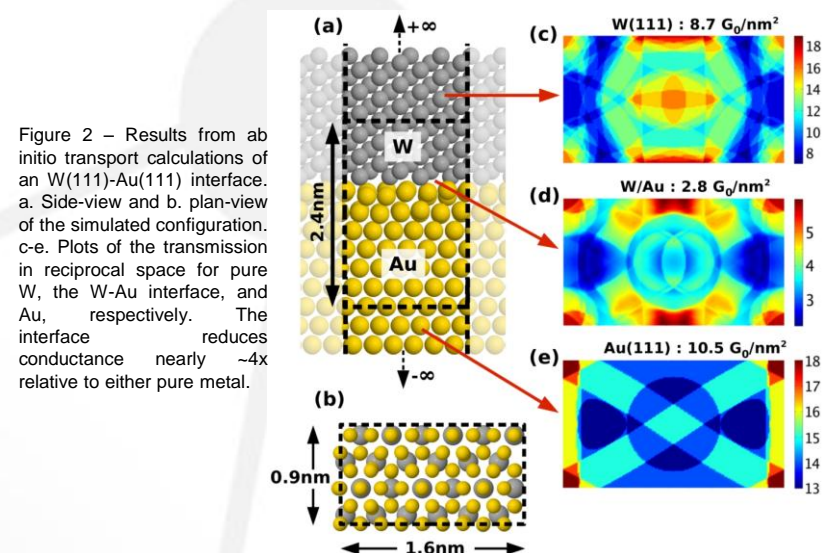 Figure 2 – Results from ab
initio transport calculations of
an W(111)-Au(111) interface.
a. Side-view and b. plan-view
of the simulated configuration.
c-e. Plots of the transmission
in reciprocal space for pure
W, the W-Au interface, and
Au, respectively. The
interface reduces
conductance nearly ~4x
relative to either pure metal.
(a)
+∞
W
2.4nm
Au
-∞
(b)
0.9nm
1.6nm
(c)
W(111) : 8.7 G₀/nm²
18
16
14
12
10
8
(d)
W/Au : 2.8 G₀/nm²
5
4
3
(e)
Au(111) : 10.5 G₀/nm²
18
17
16
15
14
13